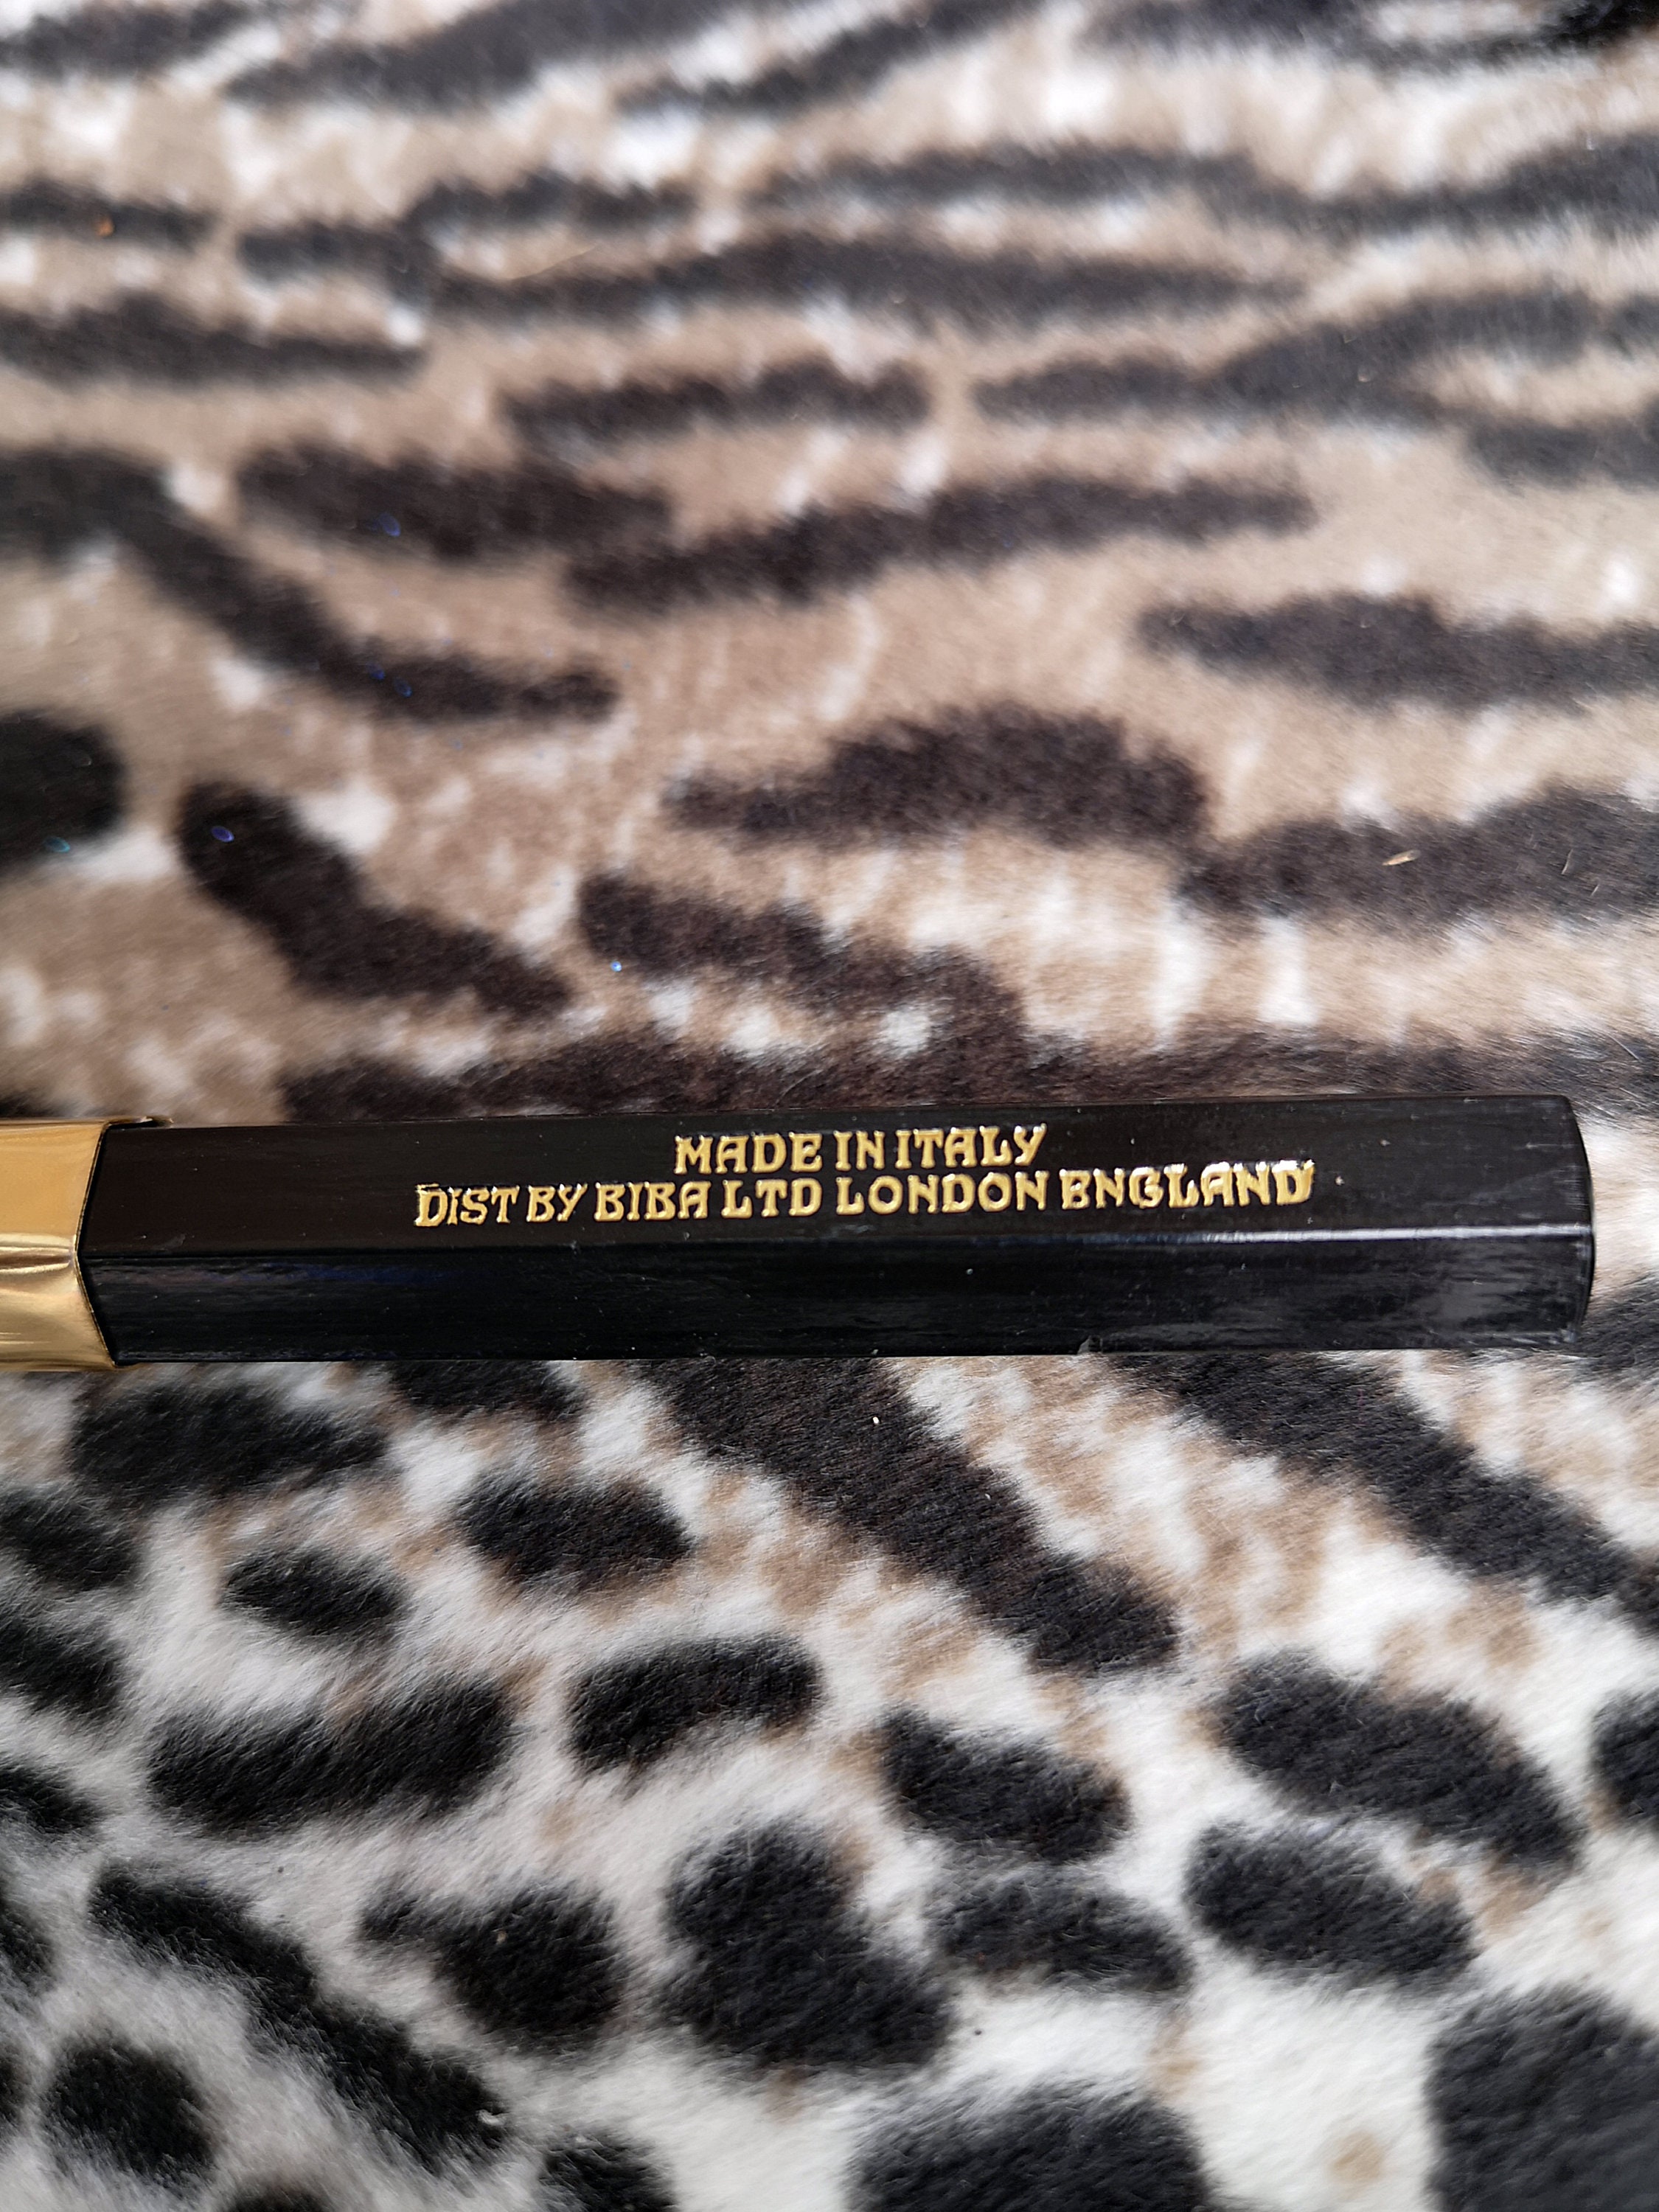 MADE IN ITALY
DIST BY BIBA LTD LONDON ENGLAND